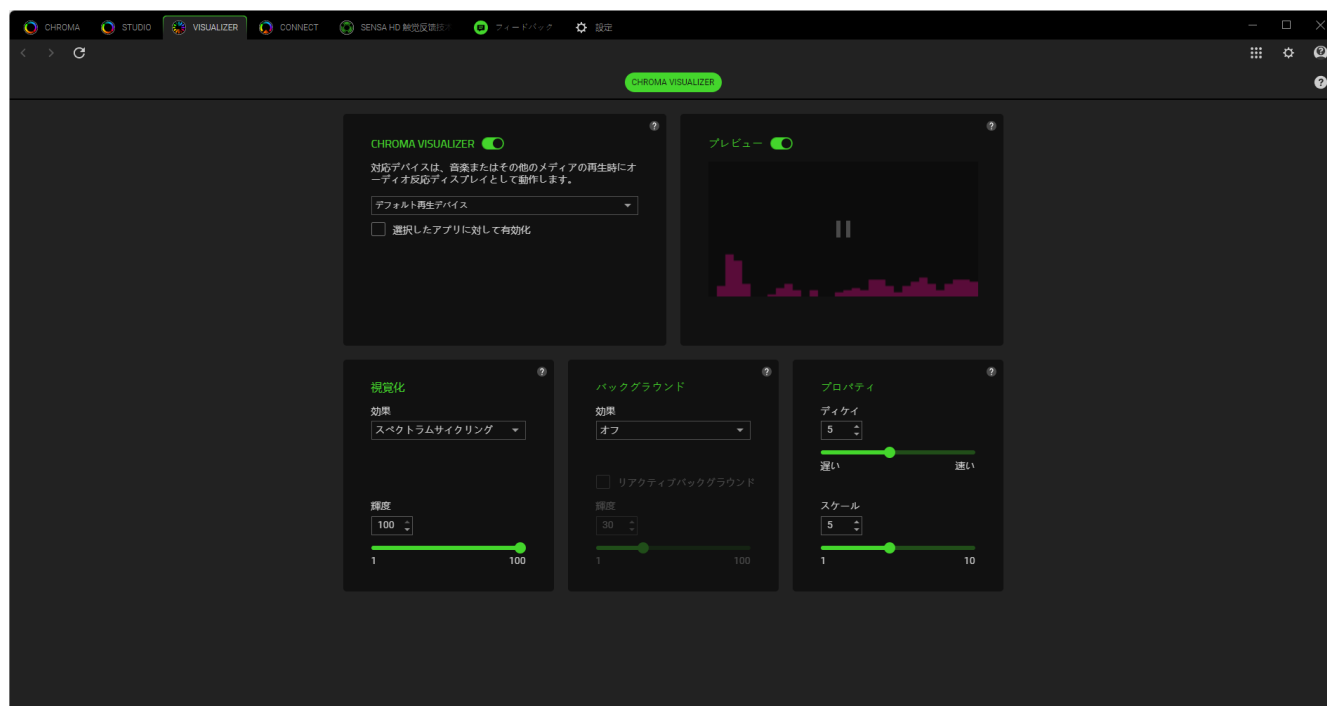 CHROMA
STUDIO
VISUALIZER
CONNECT
SENSA HD 触覚反馈技
フィードバック
設定
CHROMA VISUALIZER
CHROMA VISUALIZER
対応デバイスは、音楽またはその他のメディアの再生時にオ
ーディオ反応ディスプレイとして動作します。
デフォルト再生デバイス
選択したアプリに対して有効化
プレビュー
視覚化
効果
スペクトラムサイクリング
輝度
100
1
100
バックグラウンド
効果
オフ
リアクティブバックグラウンド
輝度
30
1
100
プロパティ
ディケイ
5
遅い
速い
スケール
5
1
10